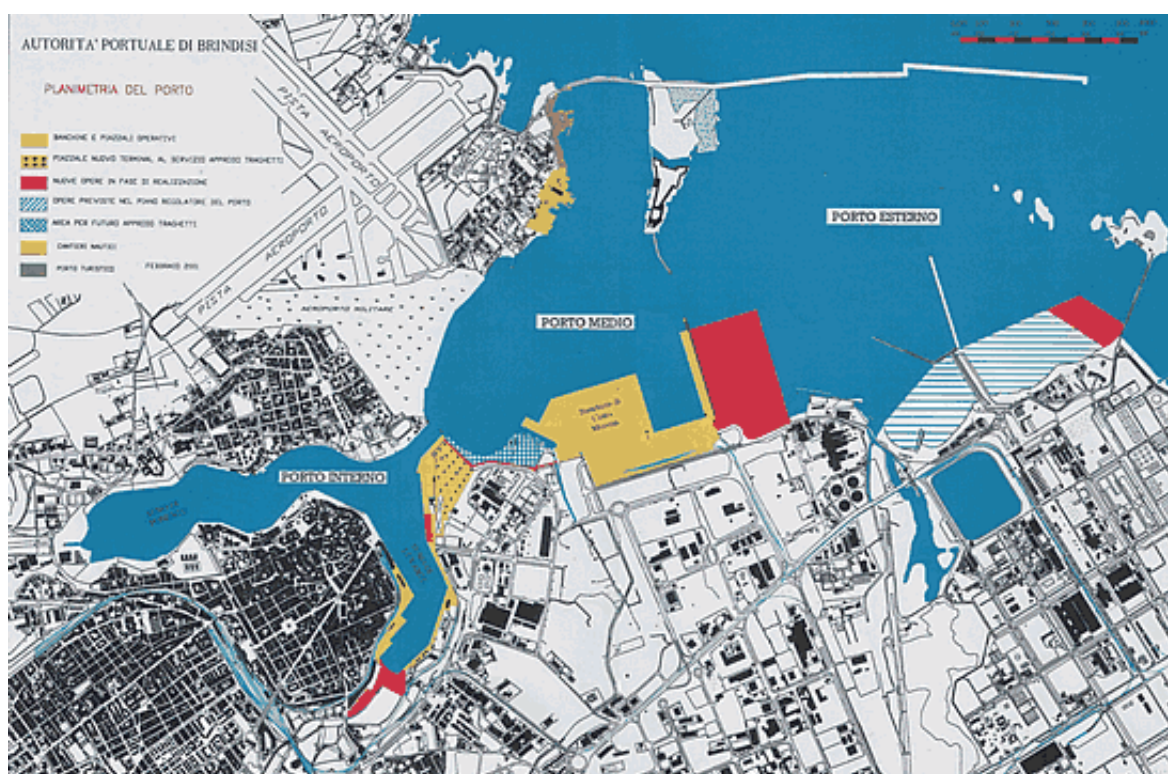 AUTORITA' PORTUALE DI BRINDISI
PLANIMETRIA DEL PORTO
BANCHINE E PIAZZALI OPERATIVI
PIAZZALE NUOVO TERMINAL AL SERVIZIO APPRODO TRAGHETTI
NUOVE OPERE IN FASE DI REALIZZAZIONE
OPERE PREVISTE NEL PIANO REGOLATORE DEL PORTO
AREA PER FUTURO APPRODO TRAGHETTI
CANTIERI NAUTICI
PORTO TURISTICO FEBBRAIO 2001
PISTA AEROPORTO
PISTA AEROPORTO
AEROPORTO MILITARE
PORTO ESTERNO
PORTO MEDIO
PORTO INTERNO